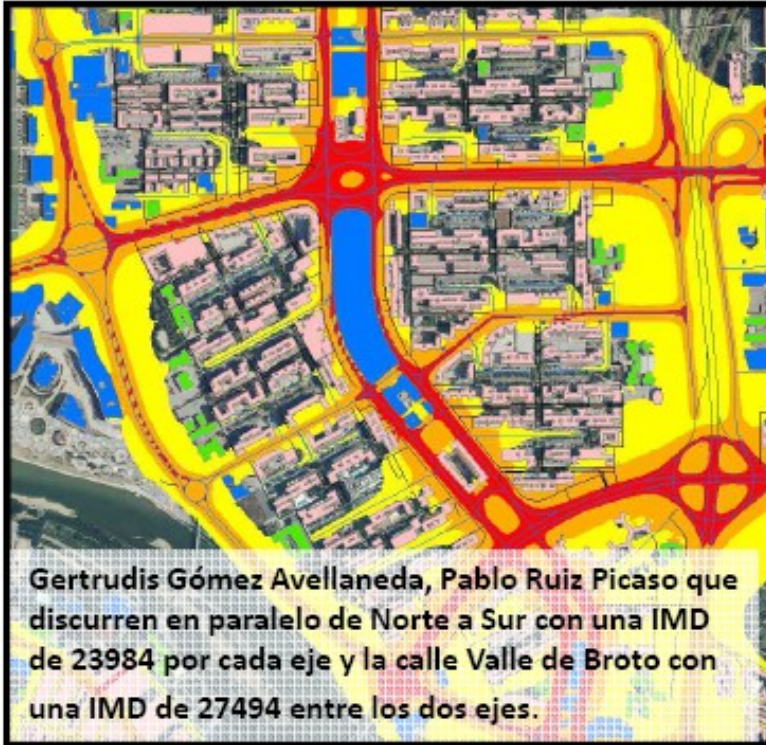 Gertrudis Gómez Avellaneda, Pablo Ruiz Picaso que
discurren en paralelo de Norte a Sur con una IMD
de 23984 por cada eje y la calle Valle de Broto con
una IMD de 27494 entre los dos ejes.